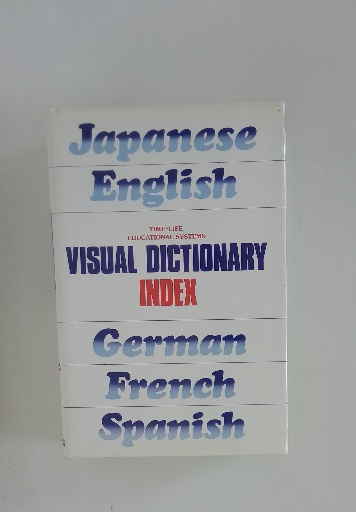 Japanese
English
TIME-LIFE
EDUCATIONAL SYSTEMS
VISUAL DICTIONARY
INDEX
German
French
Spanish